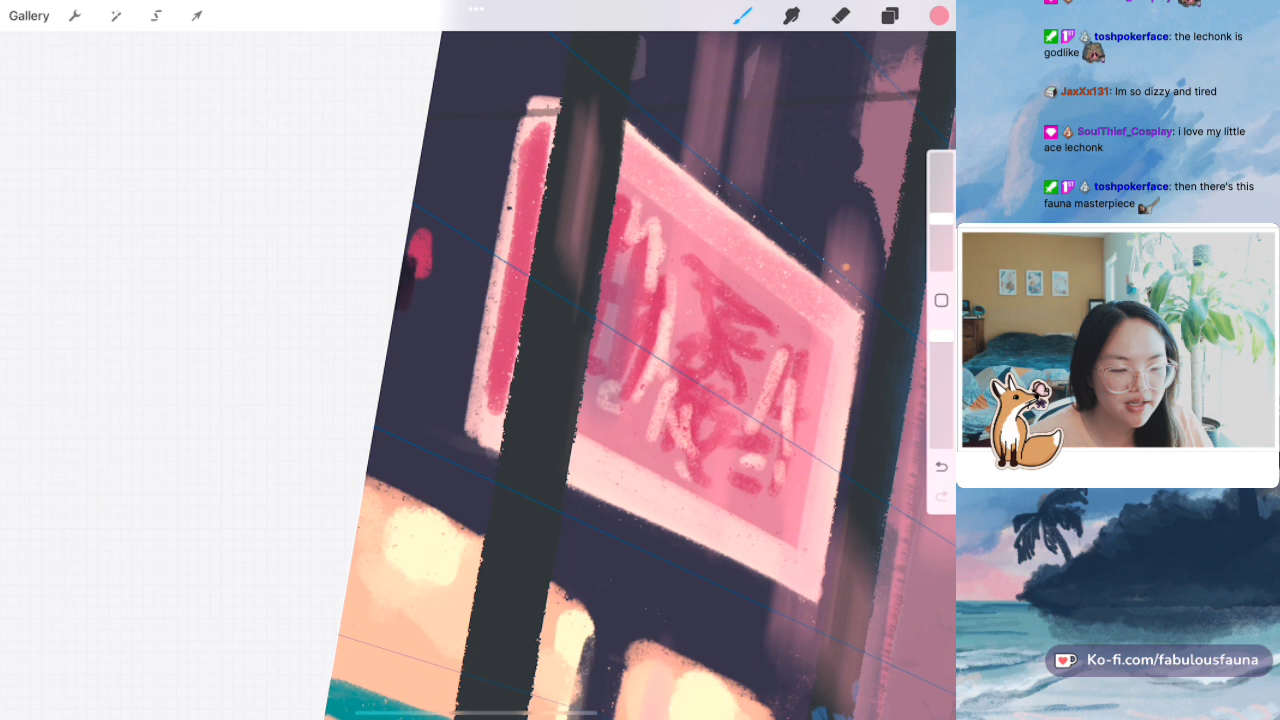 Gallery
toshpokerface: the lechonk is
godlike
JaxXx131: Im so dizzy and tired
SoulThief_Cosplay: i love my little
ace lechonk
toshpokerface: then there's this
fauna masterpiece
Ko-fi.com/fabulousfauna